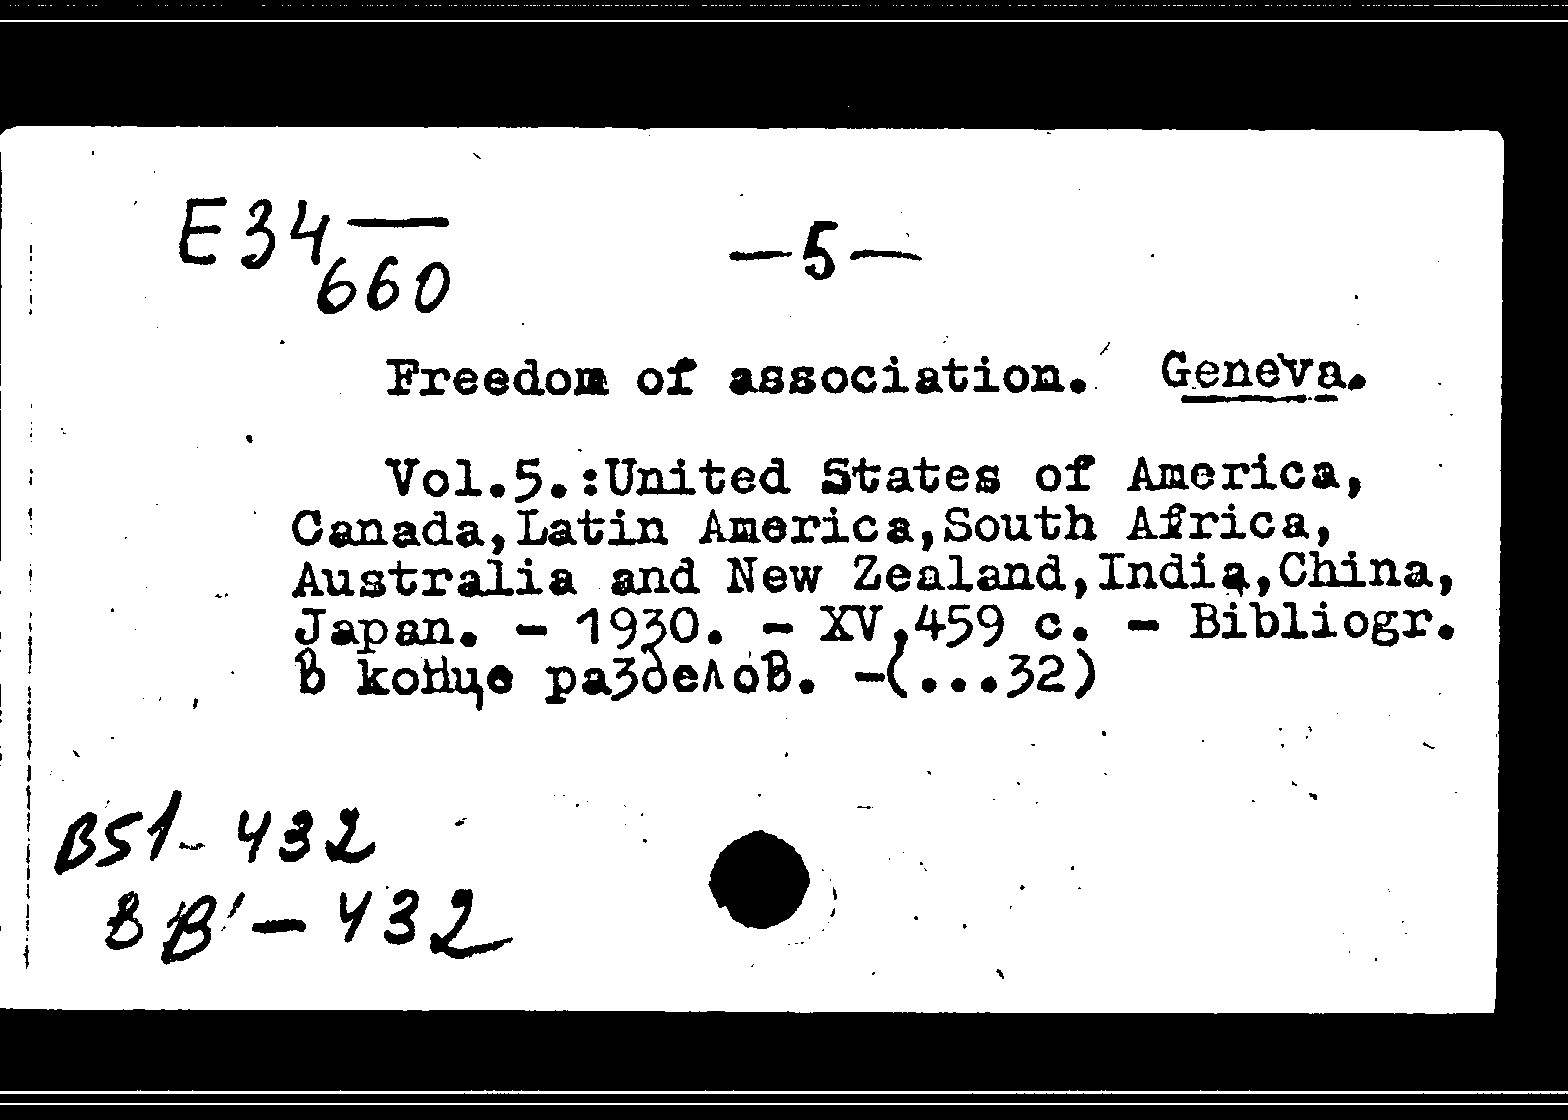 E34—
660
—5—
Freedom of association. Geneva.
Vol.5.:United States of America,
Canada,Latin America,South Africa,
Australia and New Zealand,India,China,
Japan. - 1930. - XV,459 c. - Bibliogr.
в конце разделов. -(...32)
B51-432
ВВ'-432